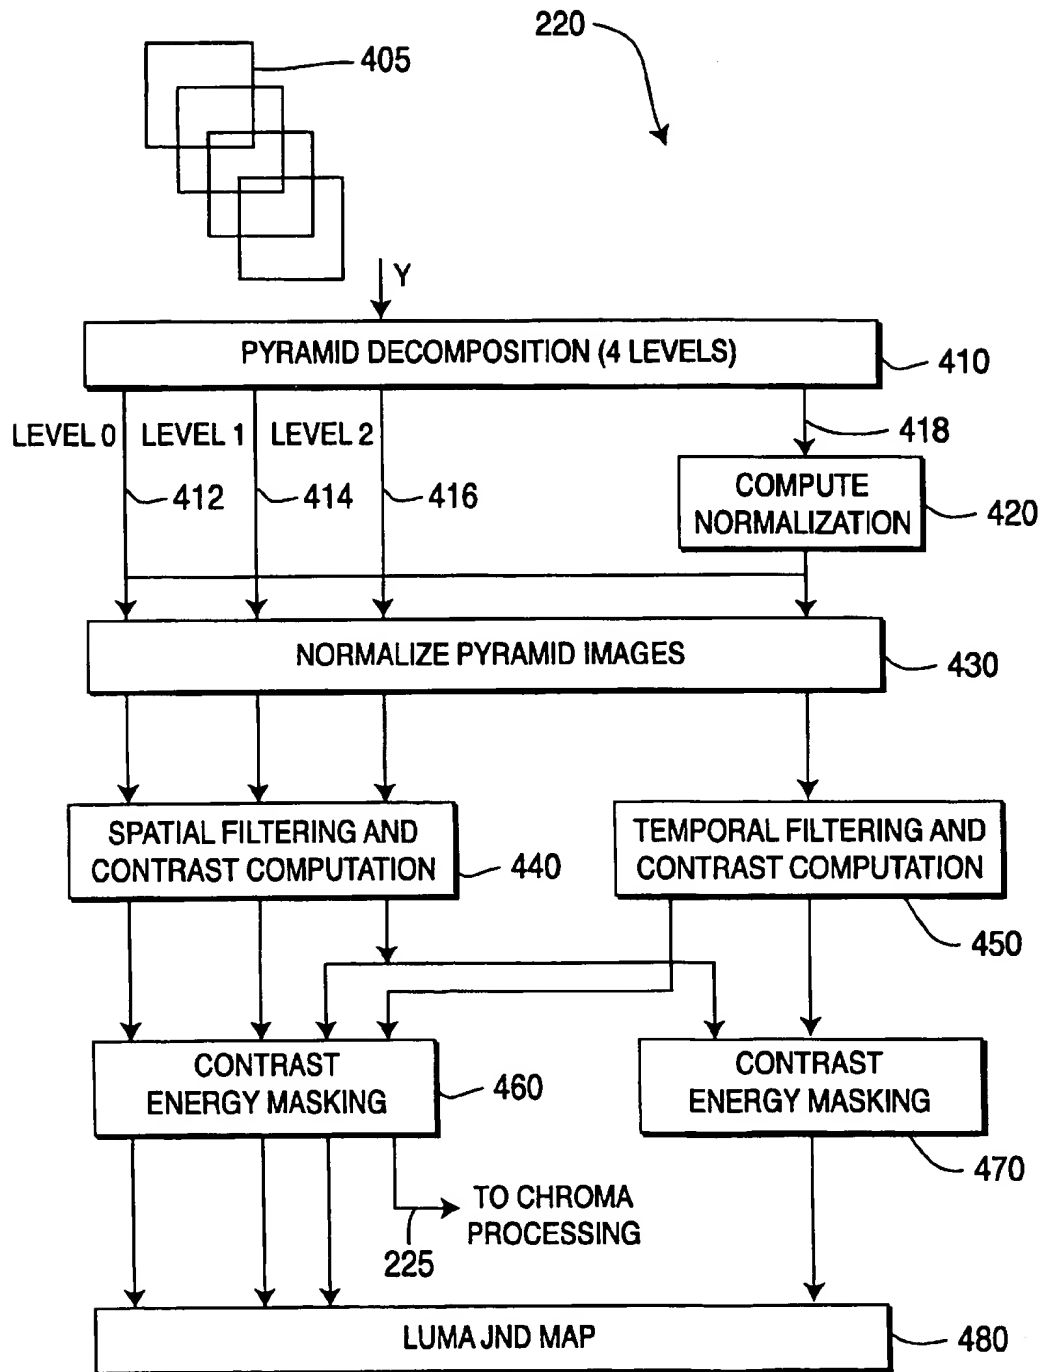 220
405
Y
PYRAMID DECOMPOSITION (4 LEVELS)
410
LEVEL 0
LEVEL 1
LEVEL 2
418
412
414
416
COMPUTE
NORMALIZATION
420
NORMALIZE PYRAMID IMAGES
430
SPATIAL FILTERING AND
CONTRAST COMPUTATION
440
TEMPORAL FILTERING AND
CONTRAST COMPUTATION
450
CONTRAST
ENERGY MASKING
460
CONTRAST
ENERGY MASKING
470
TO CHROMA
PROCESSING
225
LUMA JND MAP
480